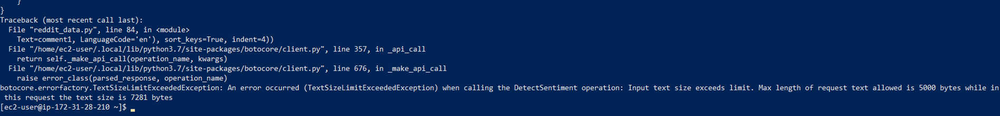 }
}
Traceback (most recent call last):
  File "reddit_data.py", line 84, in <module>
    Text=comment1, LanguageCode='en'), sort_keys=True, indent=4))
  File "/home/ec2-user/.local/lib/python3.7/site-packages/botocore/client.py", line 357, in _api_call
    return self._make_api_call(operation_name, kwargs)
  File "/home/ec2-user/.local/lib/python3.7/site-packages/botocore/client.py", line 676, in _make_api_call
    raise error_class(parsed_response, operation_name)
botocore.errorfactory.TextSizeLimitExceededException: An error occurred (TextSizeLimitExceededException) when calling the DetectSentiment operation: Input text size exceeds limit. Max length of request text allowed is 5000 bytes while in
 this request the text size is 7281 bytes
[ec2-user@ip-172-31-28-210 ~]$ _